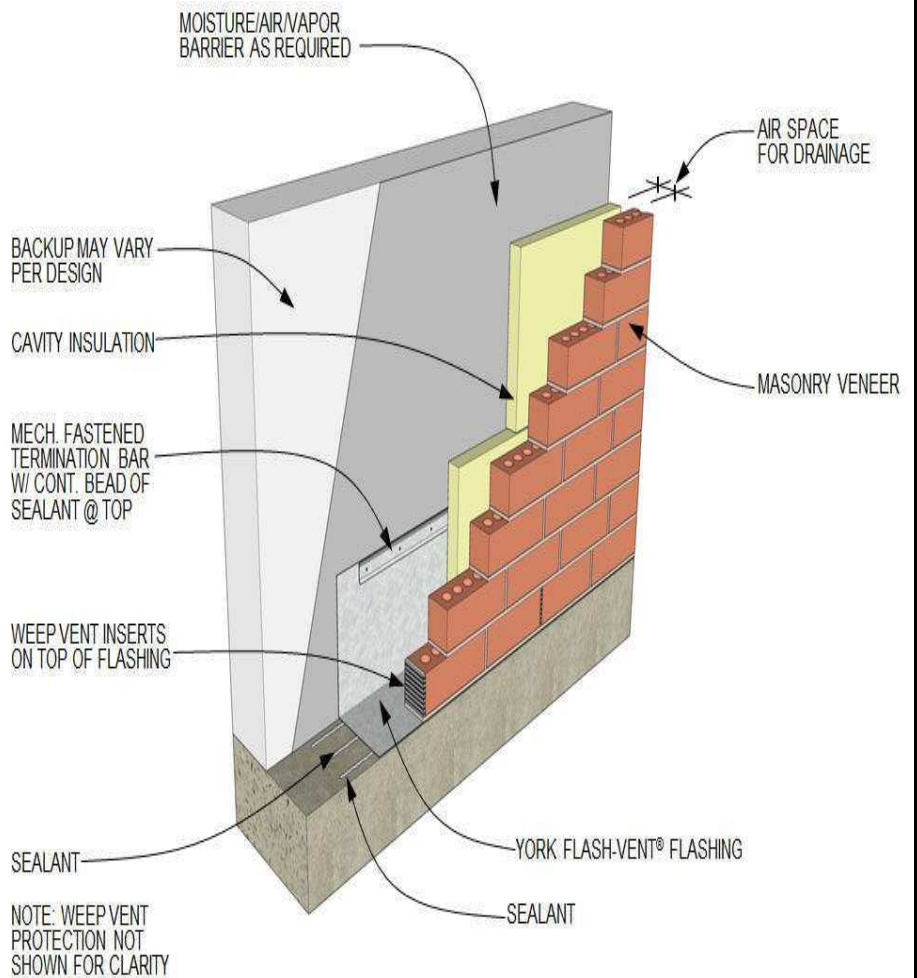 MOISTURE/AIR/VAPOR
BARRIER AS REQUIRED
AIR SPACE
FOR DRAINAGE
BACKUP MAY VARY
PER DESIGN
CAVITY INSULATION
MASONRY VENEER
MECH. FASTENED
TERMINATION BAR
W/ CONT. BEAD OF
SEALANT @ TOP
WEEP VENT INSERTS
ON TOP OF FLASHING
YORK FLASH-VENT® FLASHING
SEALANT
SEALANT
NOTE: WEEP VENT
PROTECTION NOT
SHOWN FOR CLARITY